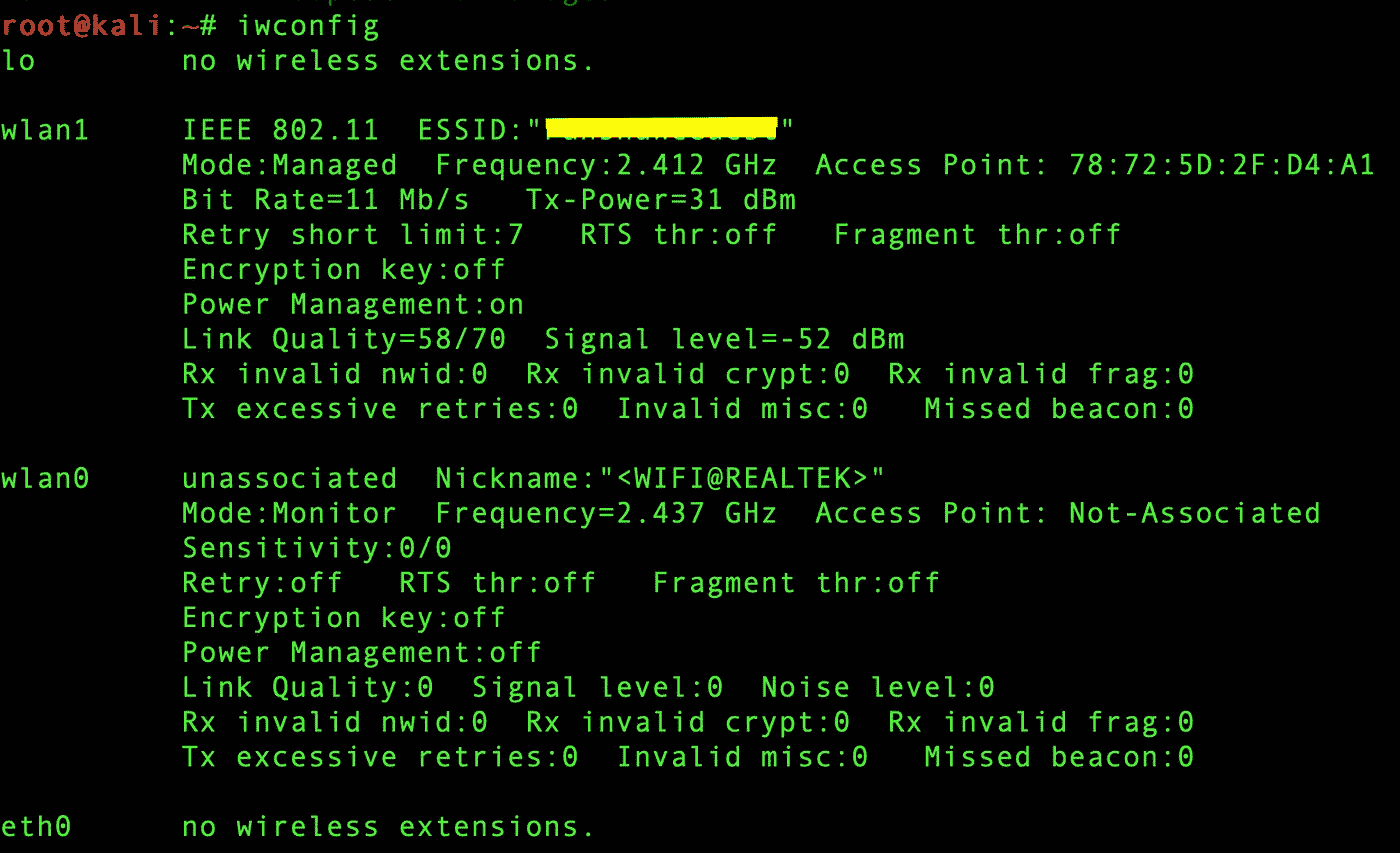 root@kali:~# iwconfig
lo        no wireless extensions.
wlan1     IEEE 802.11  ESSID:" "
          Mode:Managed  Frequency:2.412 GHz  Access Point: 78:72:5D:2F:D4:A1
          Bit Rate=11 Mb/s   Tx-Power=31 dBm
          Retry short limit:7   RTS thr:off   Fragment thr:off
          Encryption key:off
          Power Management:on
          Link Quality=58/70  Signal level=-52 dBm
          Rx invalid nwid:0  Rx invalid crypt:0  Rx invalid frag:0
          Tx excessive retries:0  Invalid misc:0   Missed beacon:0
wlan0     unassociated  Nickname:"<WIFI@REALTEK>"
          Mode:Monitor  Frequency=2.437 GHz  Access Point: Not-Associated
          Sensitivity:0/0
          Retry:off   RTS thr:off   Fragment thr:off
          Encryption key:off
          Power Management:off
          Link Quality:0  Signal level:0  Noise level:0
          Rx invalid nwid:0  Rx invalid crypt:0  Rx invalid frag:0
          Tx excessive retries:0  Invalid misc:0   Missed beacon:0
eth0      no wireless extensions.